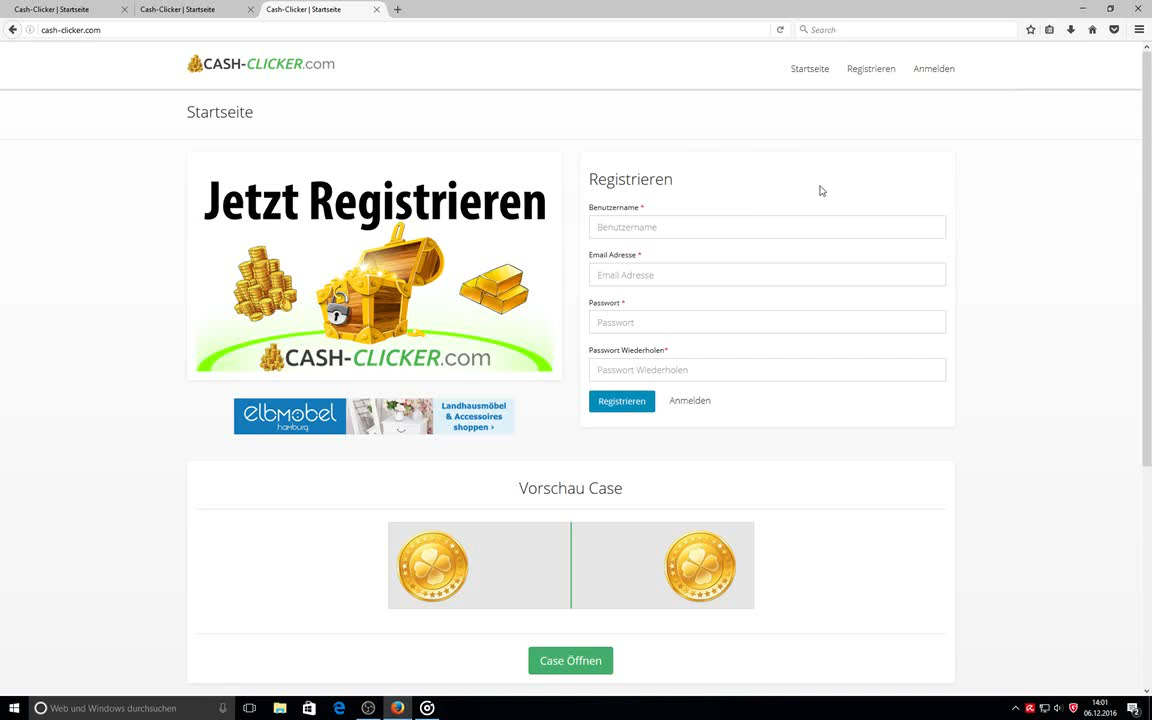 Cash-Clicker | Startseite
Cash-Clicker | Startseite
Cash-Clicker | Startseite
cash-clicker.com
Search
CASH-CLICKER.com
Startseite
Registrieren
Anmelden
Startseite
Jetzt Registrieren
CASH-CLICKER.com
elbmöbel
hamburg
Landhausmöbel
& Accessoires
shoppen ›
Registrieren
Benutzername *
Benutzername
Email Adresse *
Email Adresse
Passwort *
Passwort
Passwort Wiederholen*
Passwort Wiederholen
Registrieren
Anmelden
Vorschau Case
Case Öffnen
Web und Windows durchsuchen
14:01
06.12.2016
2